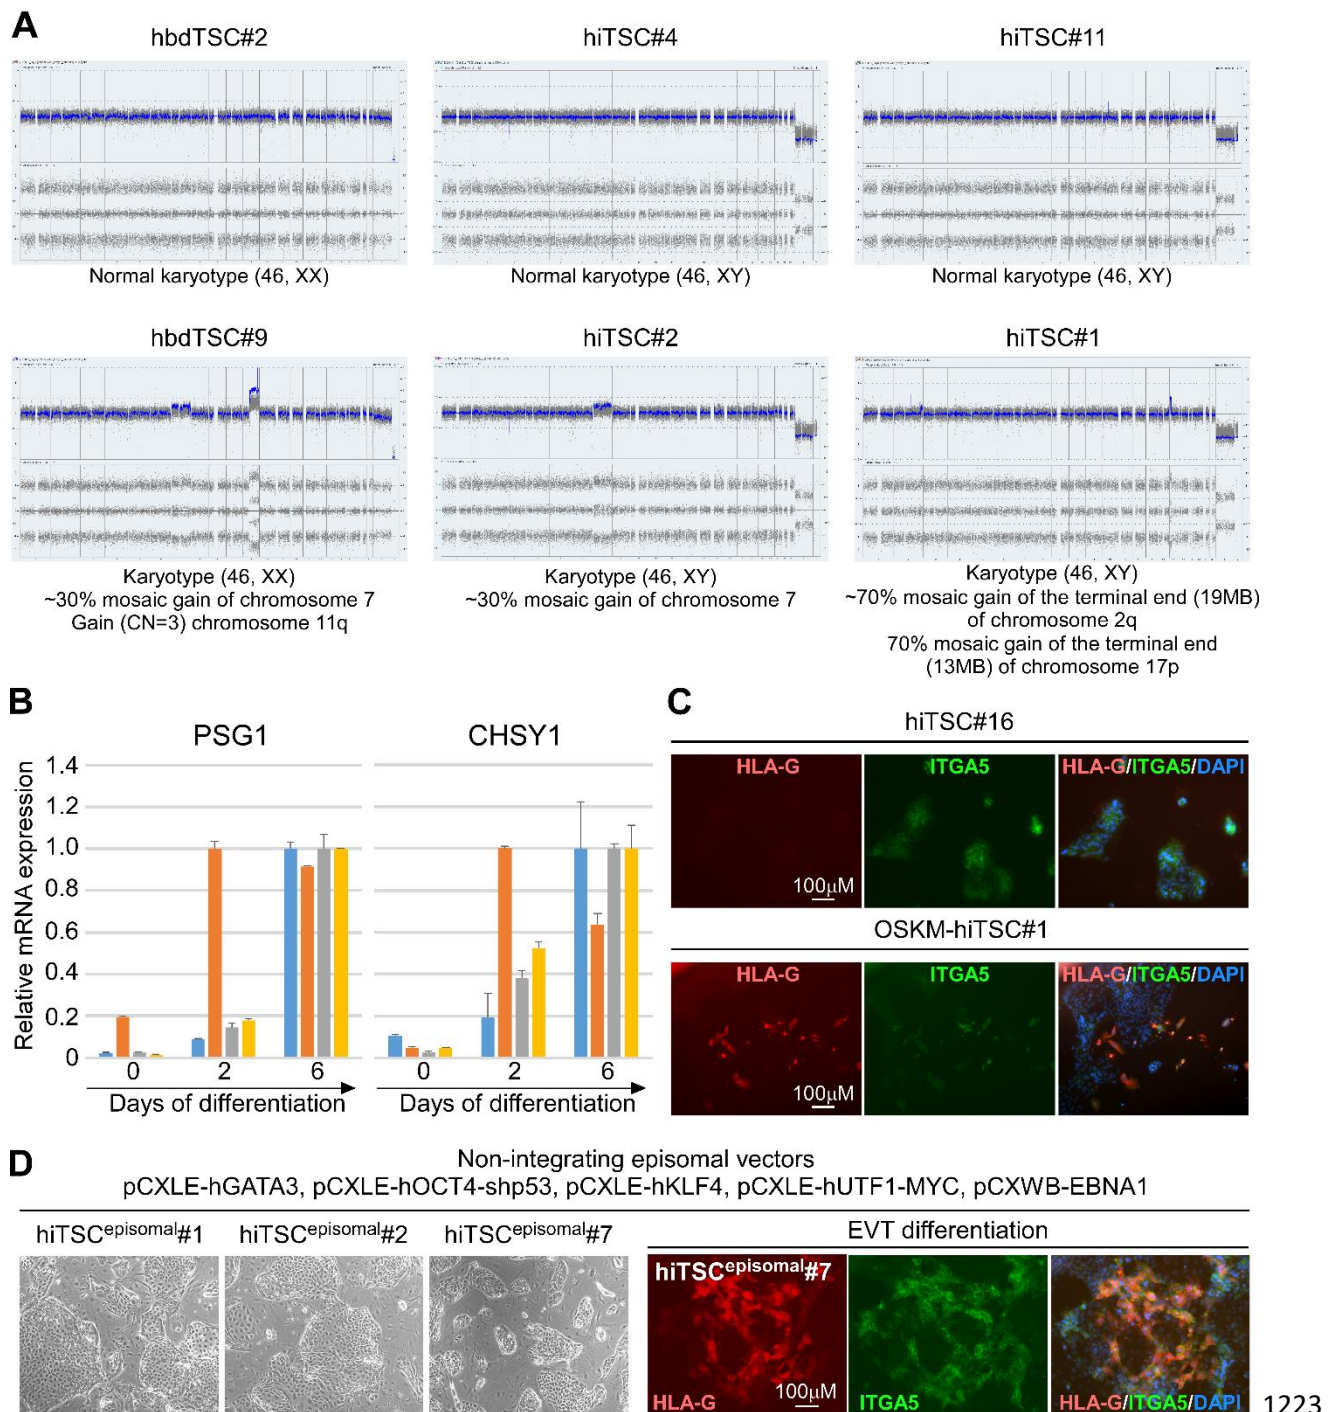 A
hbdTSC#2
hiTSC#4
hiTSC#11
Normal karyotype (46, XX)
Normal karyotype (46, XY)
Normal karyotype (46, XY)
hbdTSC#9
hiTSC#2
hiTSC#1
Karyotype (46, XX)
~30% mosaic gain of chromosome 7
Gain (CN=3) chromosome 11q
Karyotype (46, XY)
~30% mosaic gain of chromosome 7
Karyotype (46, XY)
~70% mosaic gain of the terminal end (19MB)
of chromosome 2q
70% mosaic gain of the terminal end
(13MB) of chromosome 17p
B
PSG1
CHSY1
Relative mRNA expression
1.4
1.2
1.0
0.8
0.6
0.4
0.2
0
0 2 6
Days of differentiation
0 2 6
Days of differentiation
C
hiTSC#16
HLA-G
ITGA5
HLA-G/ITGA5/DAPI
100µM
OSKM-hiTSC#1
HLA-G
ITGA5
HLA-G/ITGA5/DAPI
100µM
D
Non-integrating episomal vectors
pCXLE-hGATA3, pCXLE-hOCT4-shp53, pCXLE-hKLF4, pCXLE-hUTF1-MYC, pCXWB-EBNA1
hiTSCepisomal#1
hiTSCepisomal#2
hiTSCepisomal#7
EVT differentiation
hiTSCepisomal#7
HLA-G
100µM
ITGA5
HLA-G/ITGA5/DAPI
1223